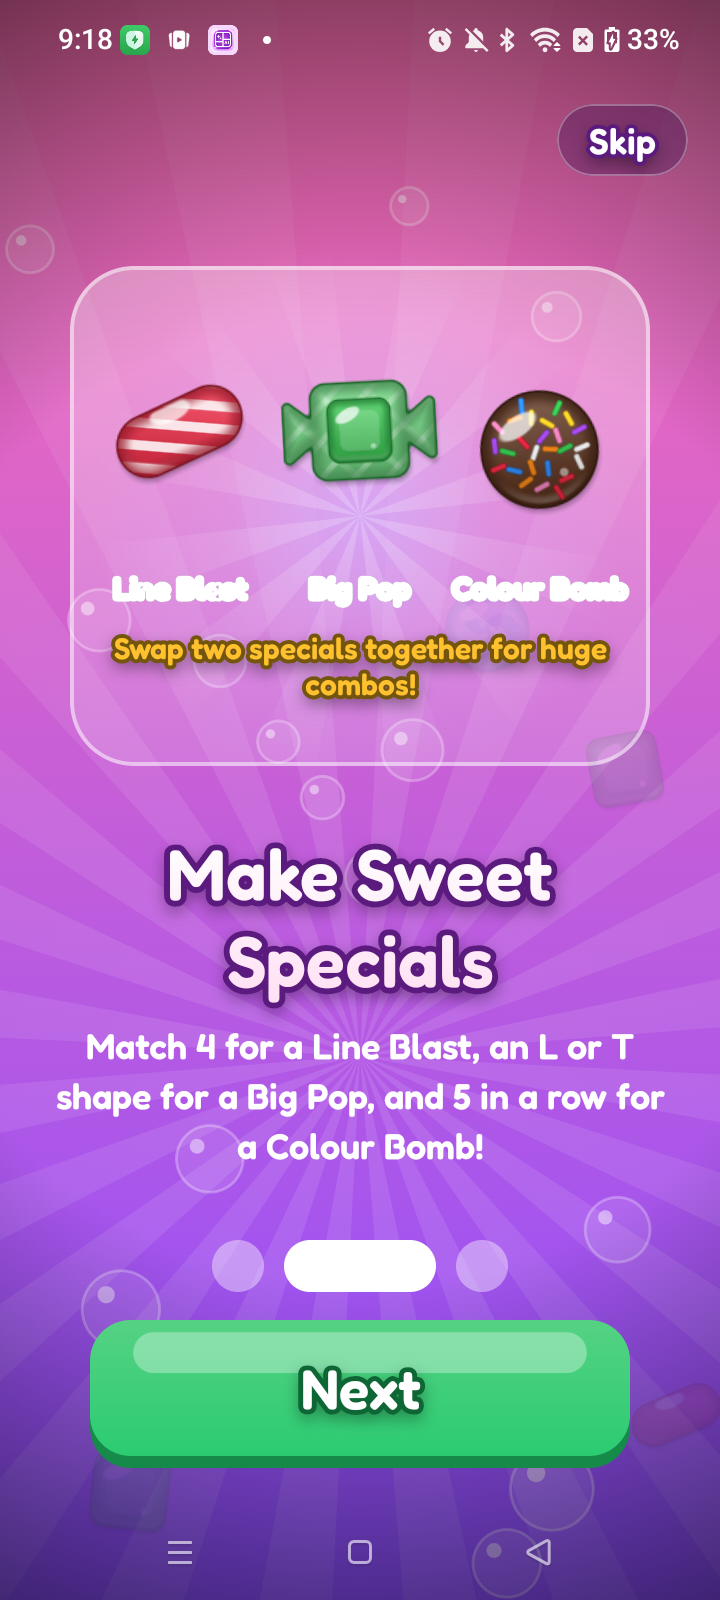 9:18
33%
Skip
Line Blast
Big Pop
Colour Bomb
Swap two specials together for huge
combos!
Make Sweet
Specials
Match 4 for a Line Blast, an L or T
shape for a Big Pop, and 5 in a row for
a Colour Bomb!
Next